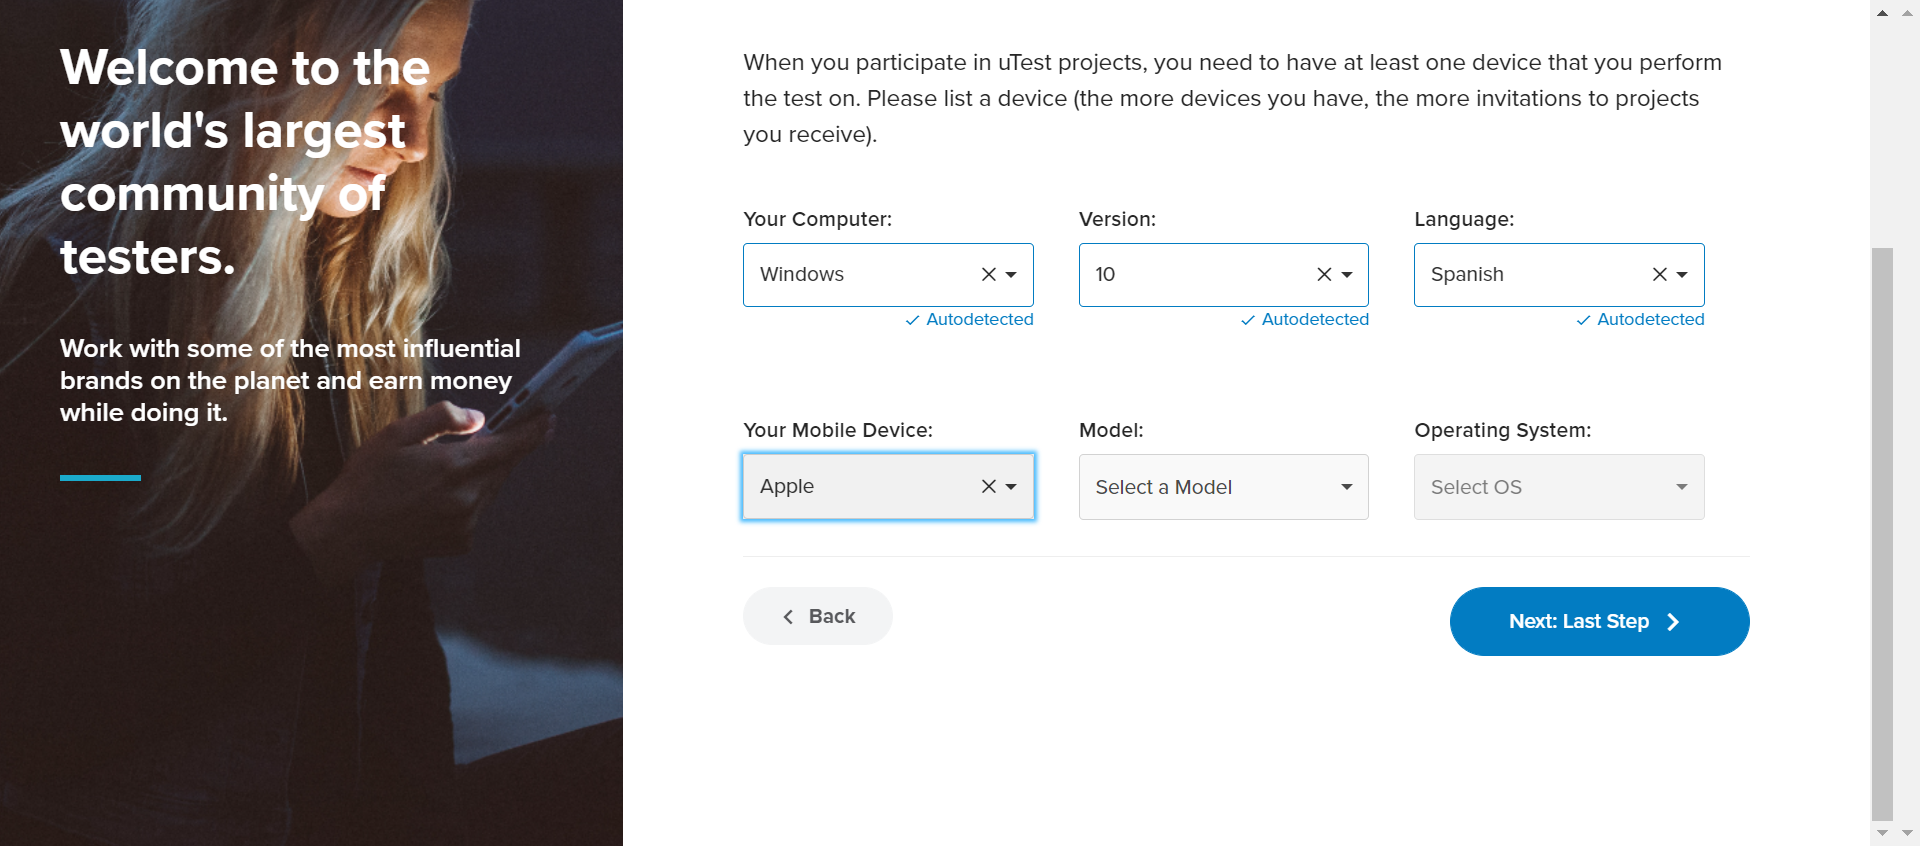 Welcome to the
world's largest
community of
testers.
Work with some of the most influential
brands on the planet and earn money
while doing it.
When you participate in uTest projects, you need to have at least one device that you perform
the test on. Please list a device (the more devices you have, the more invitations to projects
you receive).
Your Computer: Version: Language:
Windows 10 Spanish
Autodetected Autodetected Autodetected
Your Mobile Device: Model: Operating System:
Apple Select a Model Select OS
Back Next: Last Step